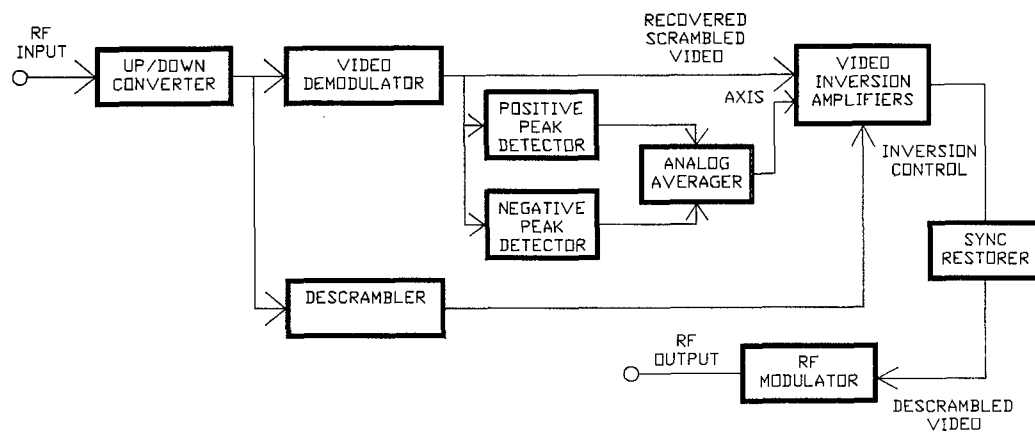 RF
INPUT
UP/DOWN
CONVERTER
VIDEO
DEMODULATOR
RECOVERED
SCRAMBLED
VIDEO
VIDEO
INVERSION
AMPLIFIERS
AXIS
POSITIVE
PEAK
DETECTOR
ANALOG
AVERAGER
INVERSION
CONTROL
NEGATIVE
PEAK
DETECTOR
SYNC
RESTORER
DESCRAMBLER
RF
OUTPUT
RF
MODULATOR
DESCRAMBLED
VIDEO